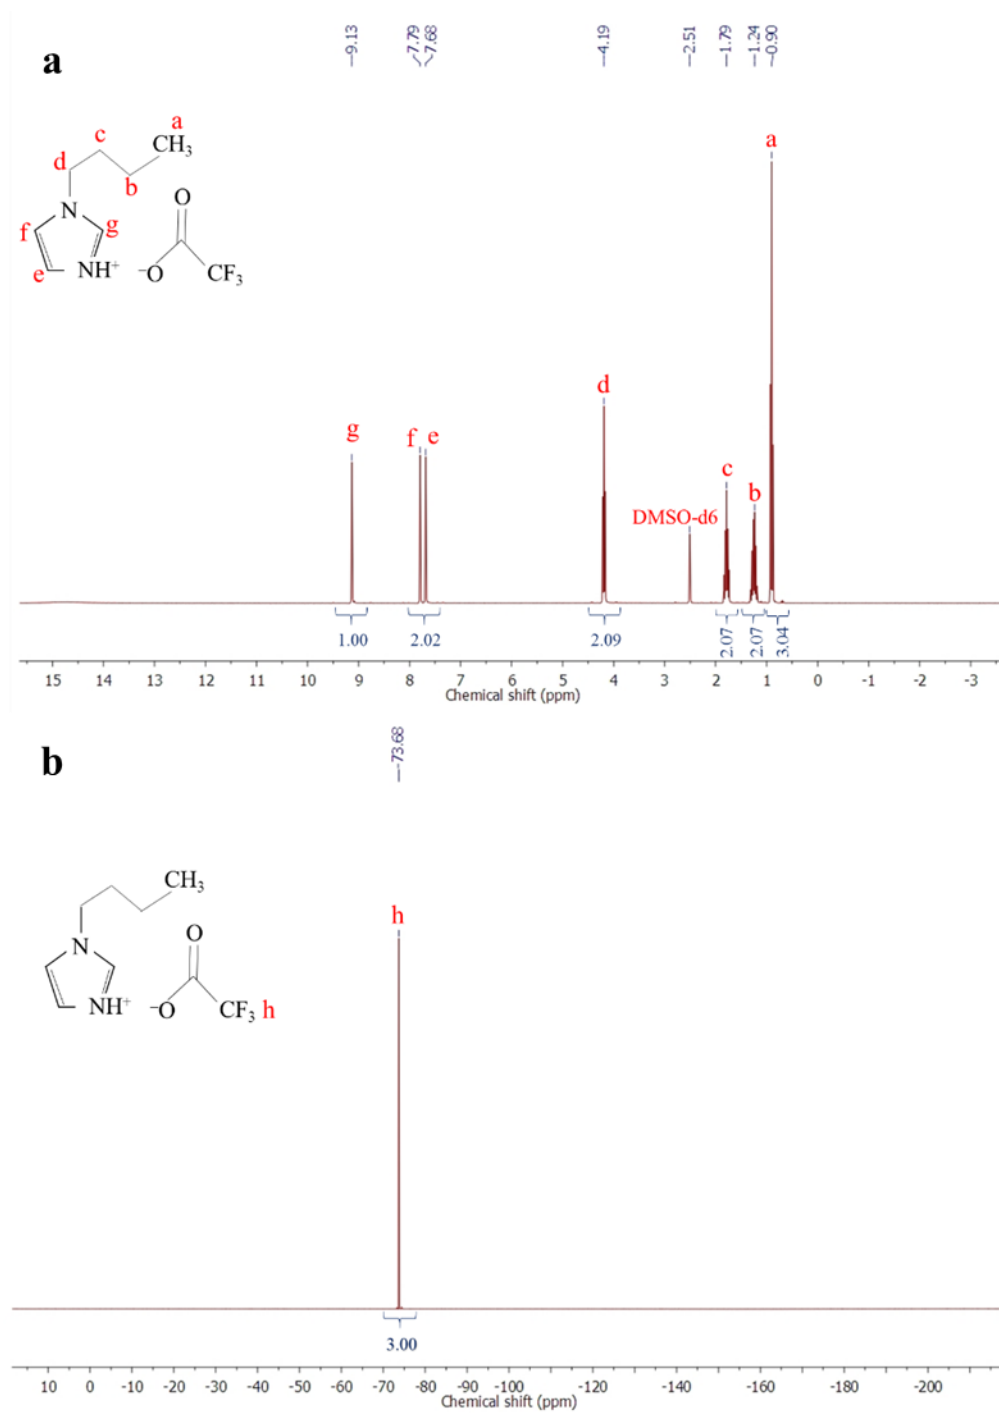 a
9.13
7.79
7.68
4.19
2.51
1.79
1.24
0.90
a
c
CH₃
d
b
N
f
g
O
e
NH⁺
⁻O
CF₃
a
d
g
f
e
c
b
DMSO-d6
1.00
2.02
2.09
2.07
2.07
3.04
15 14 13 12 11 10 9 8 7 6 5 4 3 2 1 0 -1 -2 -3
Chemical shift (ppm)
b
-73.68
CH₃
N
O
NH⁺
⁻O
CF₃ h
h
3.00
10 0 -10 -20 -30 -40 -50 -60 -70 -80 -90 -100 -120 -140 -160 -180 -200
Chemical shift (ppm)